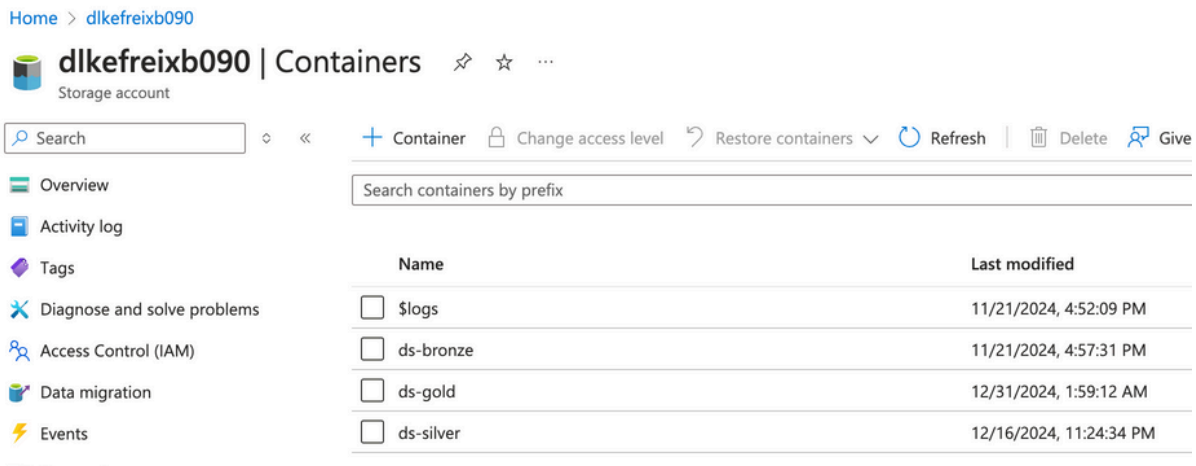 Home > dlkefreixb090
dlkefreixb090 | Containers
Storage account
Search
Container Change access level Restore containers Refresh Delete Give
Search containers by prefix
Overview
Activity log
Tags
Diagnose and solve problems
Access Control (IAM)
Data migration
Events
Name Last modified
$logs 11/21/2024, 4:52:09 PM
ds-bronze 11/21/2024, 4:57:31 PM
ds-gold 12/31/2024, 1:59:12 AM
ds-silver 12/16/2024, 11:24:34 PM